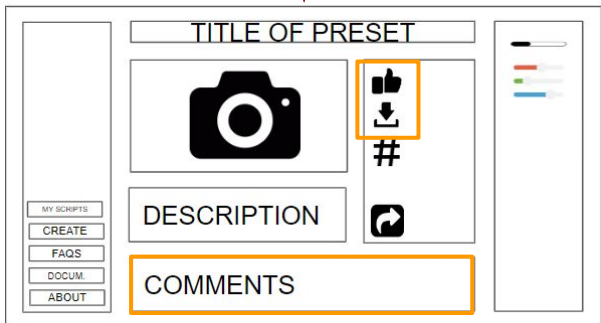 TITLE OF PRESET
#
DESCRIPTION
COMMENTS
MY SCRIPTS
CREATE
FAQS
DOCUM.
ABOUT